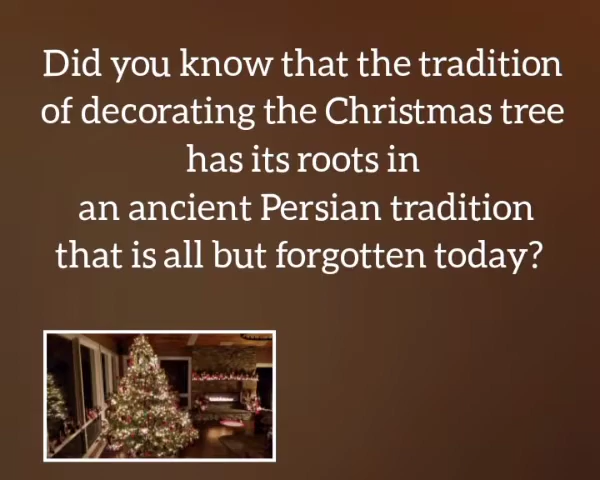 Did you know that the tradition
of decorating the Christmas tree
has its roots in
an ancient Persian tradition
that is all but forgotten today?